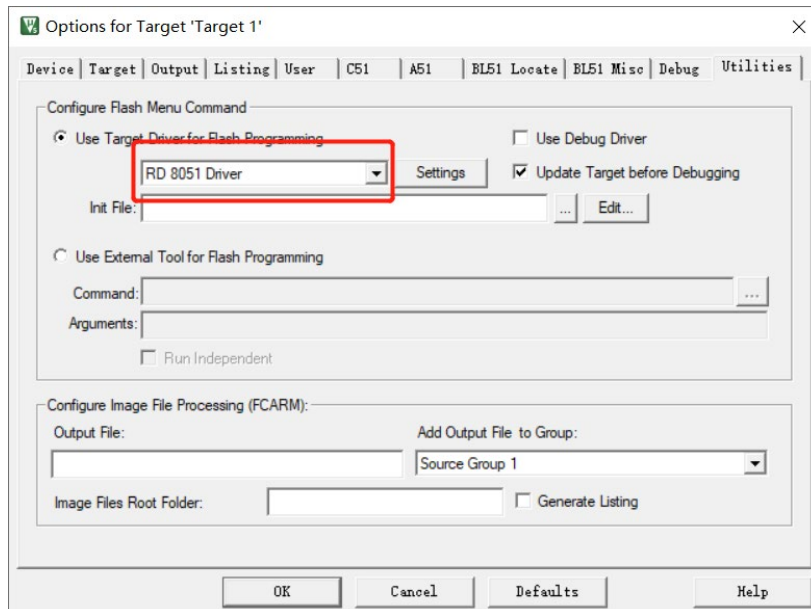 Options for Target 'Target 1'
Device Target Output Listing User C51 A51 BL51 Locate BL51 Misc Debug Utilities
Configure Flash Menu Command
Use Target Driver for Flash Programming Use Debug Driver
RD 8051 Driver Settings Update Target before Debugging
Init File: ... Edit...
Use External Tool for Flash Programming
Command: ...
Arguments:
Run Independent
Configure Image File Processing (FCARM):
Output File: Add Output File to Group:
Source Group 1
Image Files Root Folder: Generate Listing
OK Cancel Defaults Help